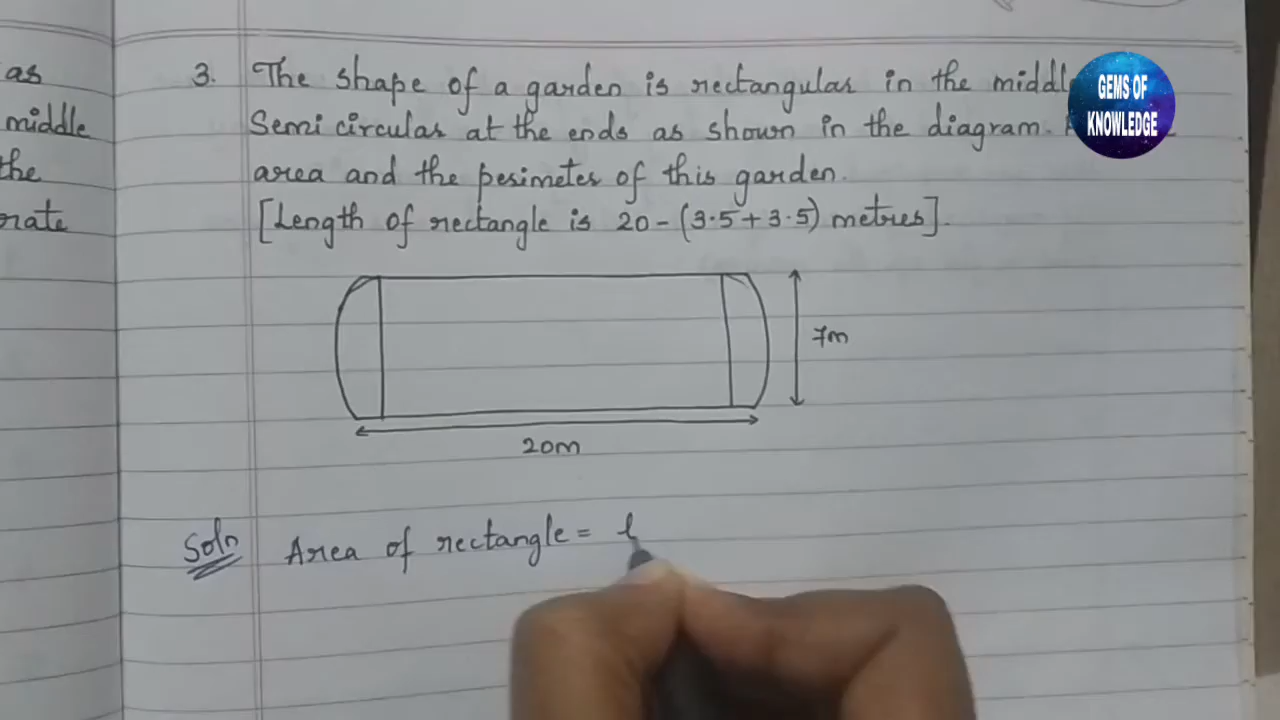 as
middle
the
rate
3. The shape of a garden is rectangular in the middl
Semi circular at the ends as shown in the diagram.
area and the perimeter of this garden.
[Length of rectangle is 20-(3.5+3.5) metres].
7m
20m
Soln Area of rectangle = l
GEMS OF
KNOWLEDGE